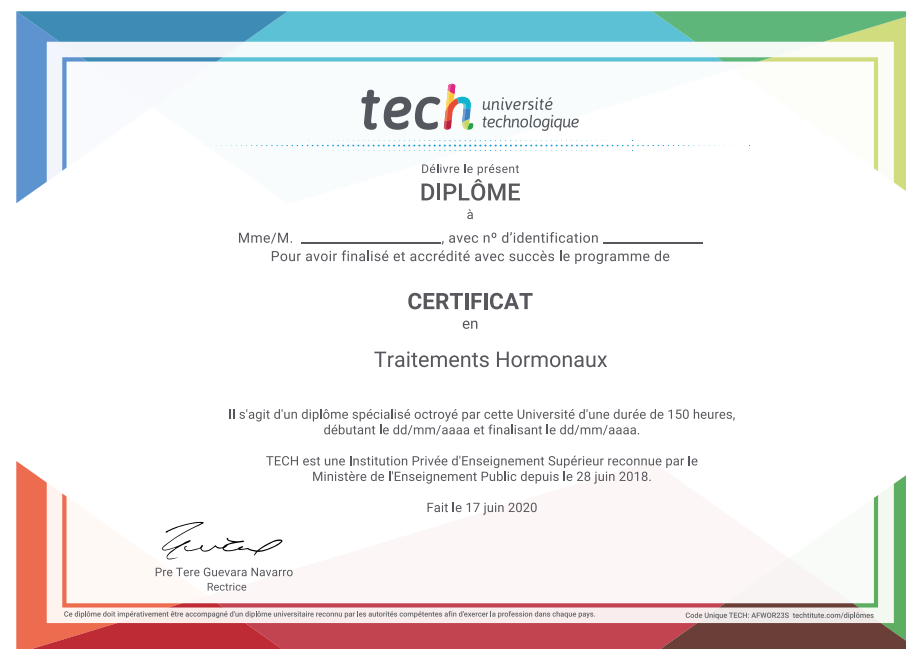 tech université
technologique
Délivre le présent
DIPLÔME
à
Mme/M. ____________________, avec nº d'identification ______________
Pour avoir finalisé et accrédité avec succès le programme de
CERTIFICAT
en
Traitements Hormonaux
Il s'agit d'un diplôme spécialisé octroyé par cette Université d'une durée de 150 heures,
débutant le dd/mm/aaaa et finalisant le dd/mm/aaaa.
TECH est une Institution Privée d'Enseignement Supérieur reconnue par le
Ministère de l'Enseignement Public depuis le 28 juin 2018.
Fait le 17 juin 2020
Pre Tere Guevara Navarro
Rectrice
Ce diplôme doit impérativement être accompagné d'un diplôme universitaire reconnu par les autorités compétentes afin d'exercer la profession dans chaque pays.
Code Unique TECH: AFWOR23S techtitute.com/diplômes